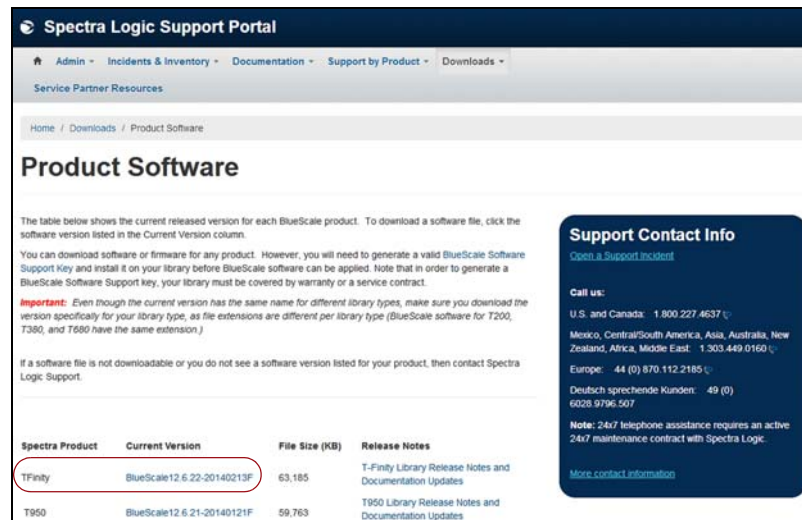 Spectra Logic Support Portal
Admin Incidents & Inventory Documentation Support by Product Downloads
Service Partner Resources
Home / Downloads / Product Software
Product Software
The table below shows the current released version for each BlueScale product. To download a software file, click the
software version listed in the Current Version column.
You can download software or firmware for any product. However, you will need to generate a valid BlueScale Software
Support Key and install it on your library before BlueScale software can be applied. Note that in order to generate a
BlueScale Software Support key, your library must be covered by warranty or a service contract.
Important: Even though the current version has the same name for different library types, make sure you download the
version specifically for your library type, as file extensions are different per library type (BlueScale software for T200,
T380, and T680 have the same extension.)
If a software file is not downloadable or you do not see a software version listed for your product, then contact Spectra
Logic Support.
Spectra Product Current Version File Size (KB) Release Notes
TFinity BlueScale12.6.22-20140213F 63,185 T-Finity Library Release Notes and
Documentation Updates
T950 BlueScale12.6.21-20140121F 59,763 T950 Library Release Notes and
Documentation Updates
Support Contact Info
Open a Support Incident
Call us:
U.S. and Canada: 1.800.227.4637
Mexico, Central/South America, Asia, Australia, New
Zealand, Africa, Middle East: 1.303.449.0160
Europe: 44 (0) 870.112.2185
Deutsch sprechende Kunden: 49 (0)
6028.9796.507
Note: 24x7 telephone assistance requires an active
24x7 maintenance contract with Spectra Logic.
More contact information